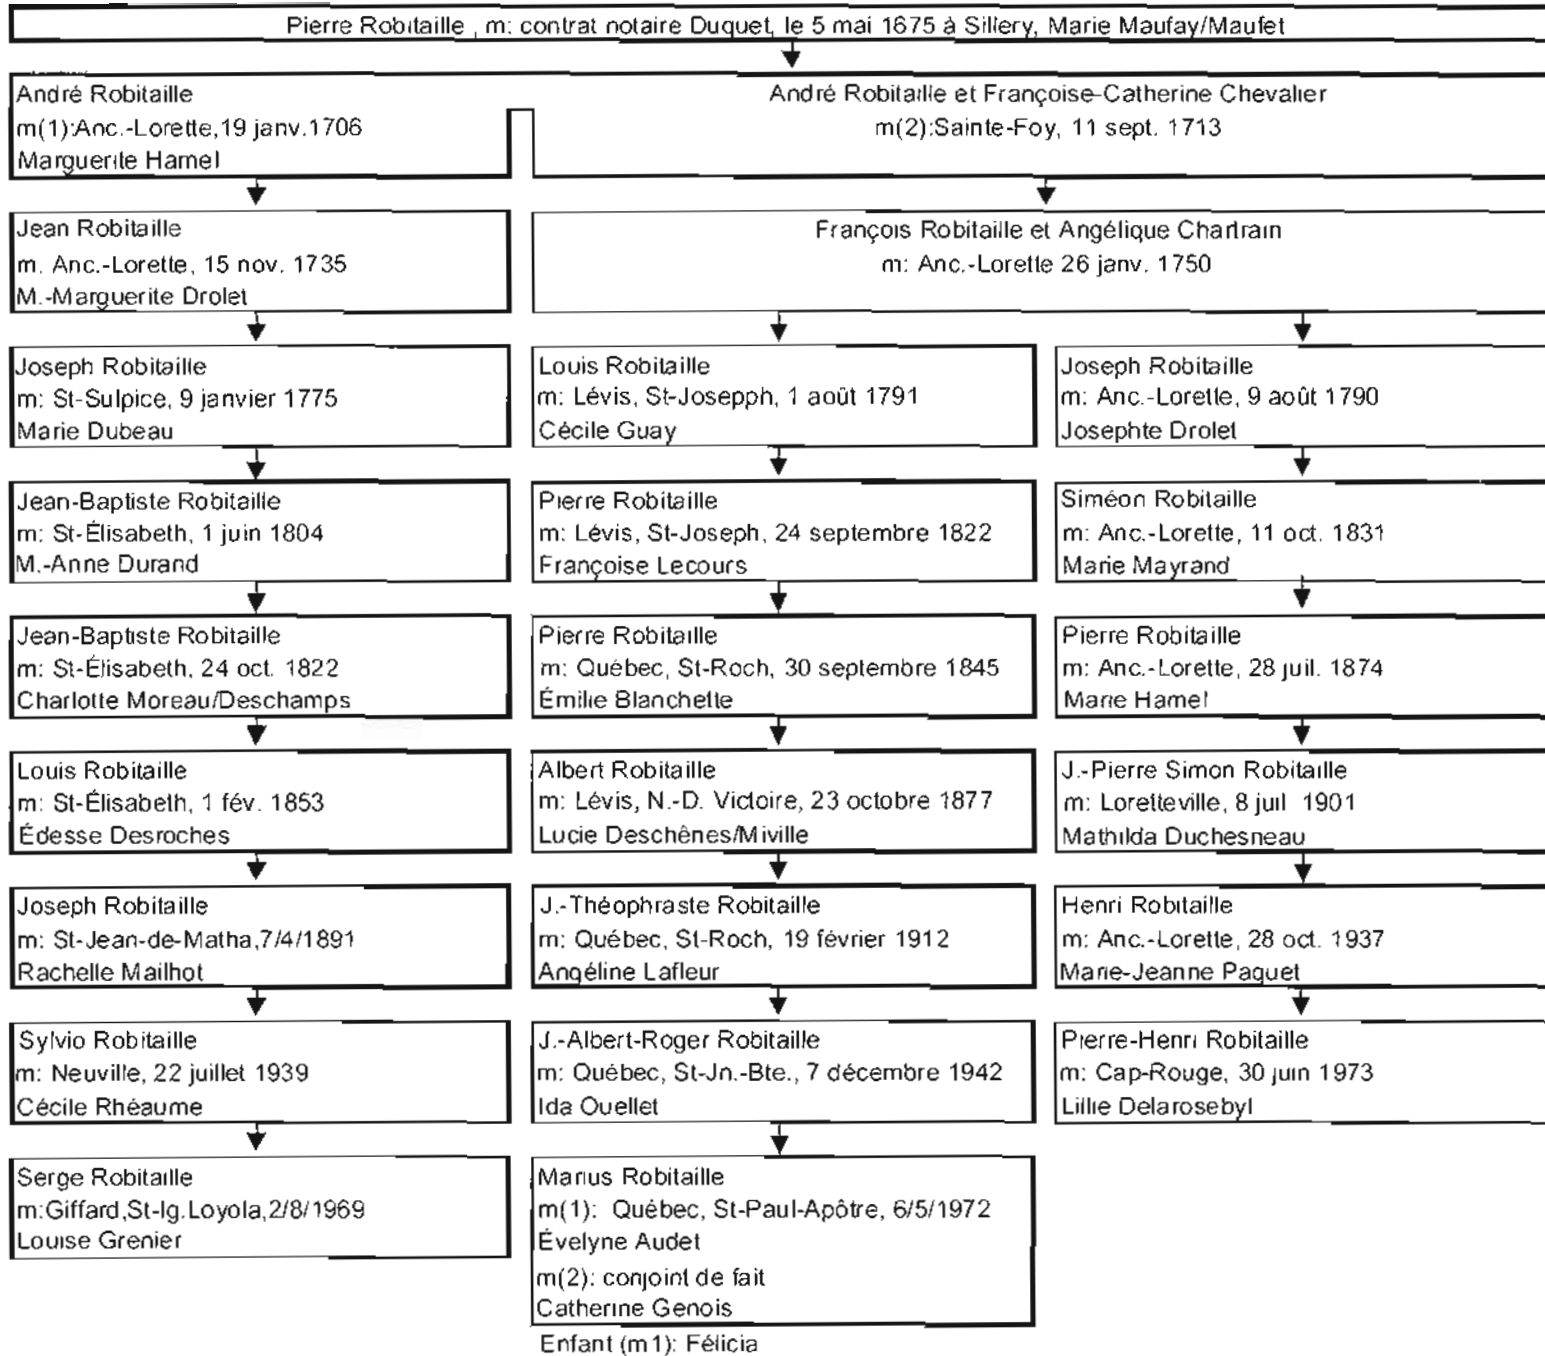 Pierre Robitaille , m: contrat notaire Duquet, le 5 mai 1675 à Sillery, Marie Maufay/Maufet
André Robitaille
m(1):Anc.-Lorette,19 janv.1706
Marguerite Hamel
André Robitaille et Françoise-Catherine Chevalier
m(2):Sainte-Foy, 11 sept. 1713
Jean Robitaille
m. Anc.-Lorette, 15 nov. 1735
M.-Marguerite Drolet
François Robitaille et Angélique Chartrain
m: Anc.-Lorette 26 janv. 1750
Joseph Robitaille
m: St-Sulpice, 9 janvier 1775
Marie Dubeau
Louis Robitaille
m: Lévis, St-Josepph, 1 août 1791
Cécile Guay
Joseph Robitaille
m: Anc.-Lorette, 9 août 1790
Josephte Drolet
Jean-Baptiste Robitaille
m: St-Élisabeth, 1 juin 1804
M.-Anne Durand
Pierre Robitaille
m: Lévis, St-Joseph, 24 septembre 1822
Françoise Lecours
Siméon Robitaille
m: Anc.-Lorette, 11 oct. 1831
Marie Mayrand
Jean-Baptiste Robitaille
m: St-Élisabeth, 24 oct. 1822
Charlotte Moreau/Deschamps
Pierre Robitaille
m: Québec, St-Roch, 30 septembre 1845
Émilie Blanchette
Pierre Robitaille
m: Anc.-Lorette, 28 juil. 1874
Marie Hamel
Louis Robitaille
m: St-Élisabeth, 1 fév. 1853
Édesse Desroches
Albert Robitaille
m: Lévis, N.-D. Victoire, 23 octobre 1877
Lucie Deschênes/Miville
J.-Pierre Simon Robitaille
m: Loretteville, 8 juil 1901
Mathilda Duchesneau
Joseph Robitaille
m: St-Jean-de-Matha,7/4/1891
Rachelle Mailhot
J.-Théophraste Robitaille
m: Québec, St-Roch, 19 février 1912
Angéline Lafleur
Henri Robitaille
m: Anc.-Lorette, 28 oct. 1937
Marie-Jeanne Paquet
Sylvio Robitaille
m: Neuville, 22 juillet 1939
Cécile Rhéaume
J.-Albert-Roger Robitaille
m: Québec, St-Jn.-Bte., 7 décembre 1942
Ida Ouellet
Pierre-Henri Robitaille
m: Cap-Rouge, 30 juin 1973
Lillie Delarosebyl
Serge Robitaille
m:Giffard,St-Ig.Loyola,2/8/1969
Louise Grenier
Marius Robitaille
m(1): Québec, St-Paul-Apôtre, 6/5/1972
Évelyne Audet
m(2): conjoint de fait
Catherine Genois
Enfant (m1): Félicia